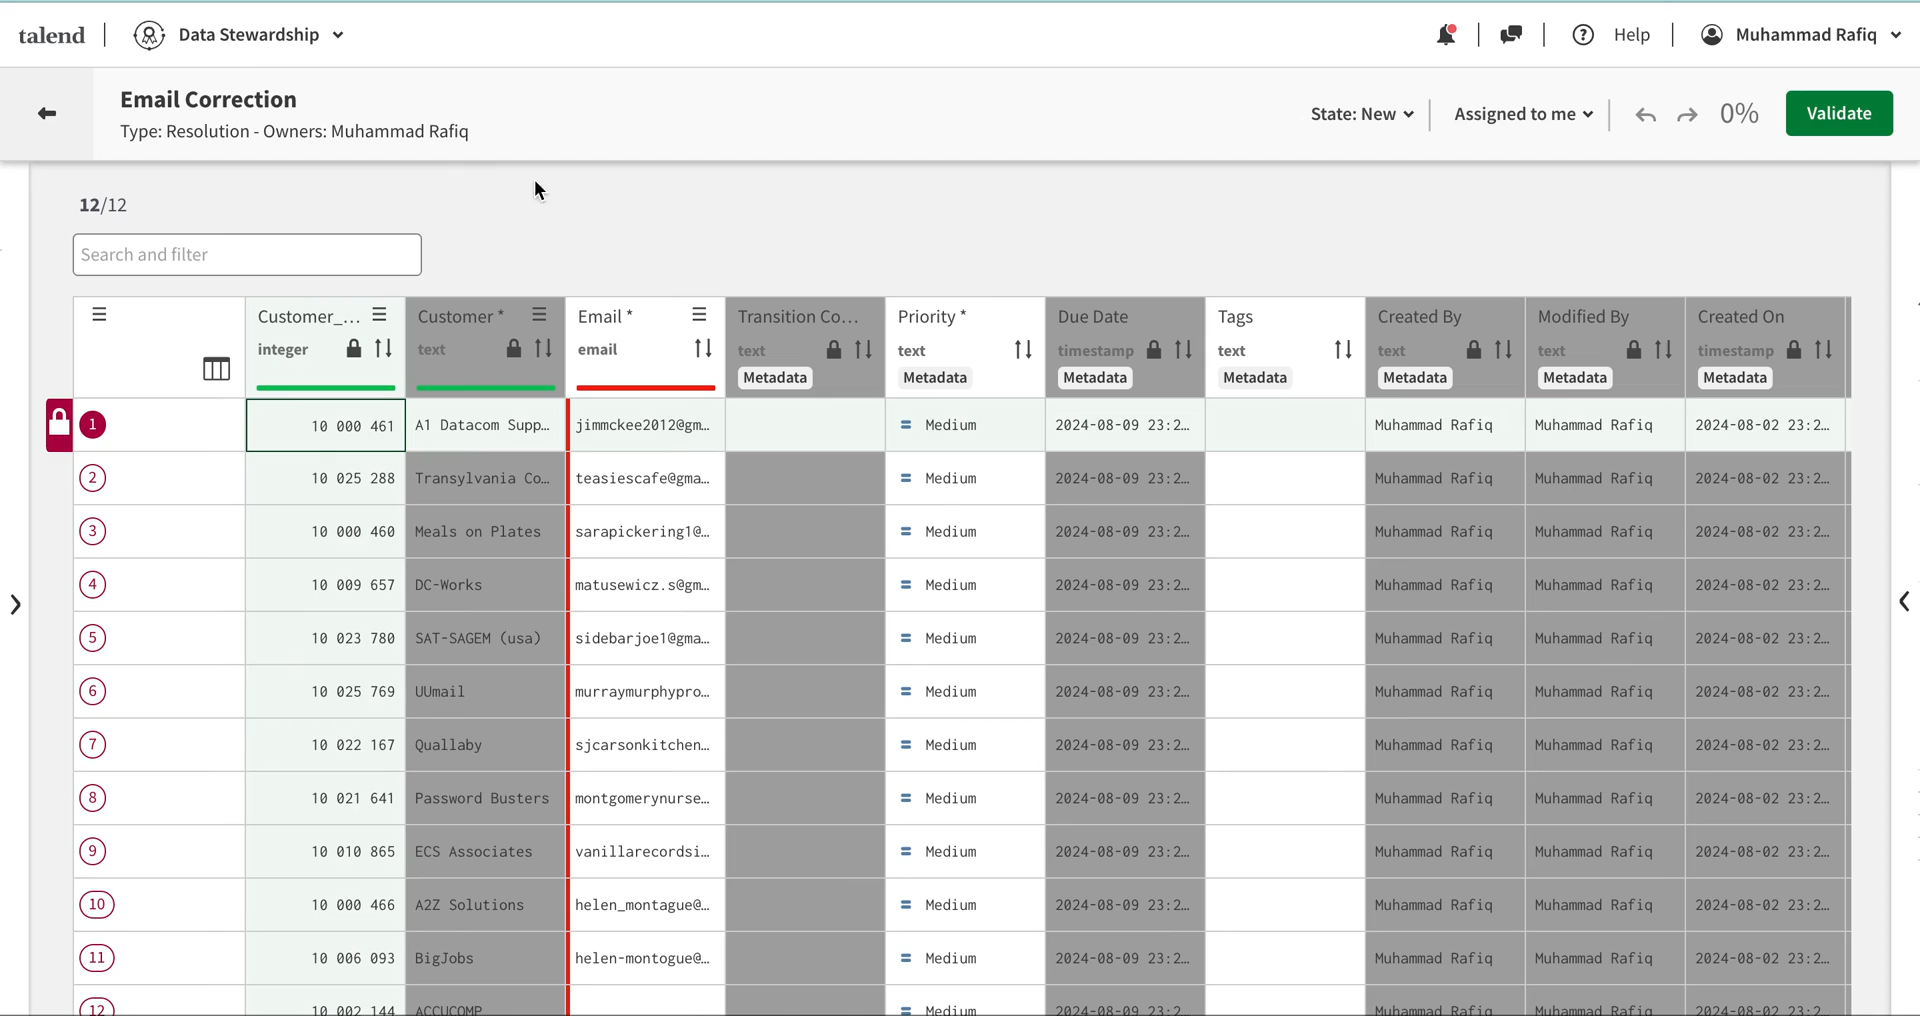 talend
Data Stewardship
Help
Muhammad Rafiq
Email Correction
Type: Resolution - Owners: Muhammad Rafiq
State: New
Assigned to me
0%
Validate
12/12
Search and filter
Customer_... Customer * Email * Transition Co... Priority * Due Date Tags Created By Modified By Created On
integer text email text text timestamp text text text timestamp
Metadata Metadata Metadata Metadata Metadata Metadata Metadata
1 10 000 461 A1 Datacom Supp… jimmckee2012@gm… Medium 2024-08-09 23:2… Muhammad Rafiq Muhammad Rafiq 2024-08-02 23:2…
2 10 025 288 Transylvania Co… teasiescafe@gma… Medium 2024-08-09 23:2… Muhammad Rafiq Muhammad Rafiq 2024-08-02 23:2…
3 10 000 460 Meals on Plates sarapickering1@… Medium 2024-08-09 23:2… Muhammad Rafiq Muhammad Rafiq 2024-08-02 23:2…
4 10 009 657 DC-Works matusewicz.s@gm… Medium 2024-08-09 23:2… Muhammad Rafiq Muhammad Rafiq 2024-08-02 23:2…
5 10 023 780 SAT-SAGEM (usa) sidebarjoe1@gma… Medium 2024-08-09 23:2… Muhammad Rafiq Muhammad Rafiq 2024-08-02 23:2…
6 10 025 769 UUmail murraymurphypro… Medium 2024-08-09 23:2… Muhammad Rafiq Muhammad Rafiq 2024-08-02 23:2…
7 10 022 167 Quallaby sjcarsonkitchen… Medium 2024-08-09 23:2… Muhammad Rafiq Muhammad Rafiq 2024-08-02 23:2…
8 10 021 641 Password Busters montgomerynurse… Medium 2024-08-09 23:2… Muhammad Rafiq Muhammad Rafiq 2024-08-02 23:2…
9 10 010 865 ECS Associates vanillarecordsi… Medium 2024-08-09 23:2… Muhammad Rafiq Muhammad Rafiq 2024-08-02 23:2…
10 10 000 466 A2Z Solutions helen_montague@… Medium 2024-08-09 23:2… Muhammad Rafiq Muhammad Rafiq 2024-08-02 23:2…
11 10 006 093 BigJobs helen-montogue@… Medium 2024-08-09 23:2… Muhammad Rafiq Muhammad Rafiq 2024-08-02 23:2…
12 10 002 144 ACCUCOMP Medium 2024-08-09 23:2… Muhammad Rafiq Muhammad Rafiq 2024-08-02 23:2…